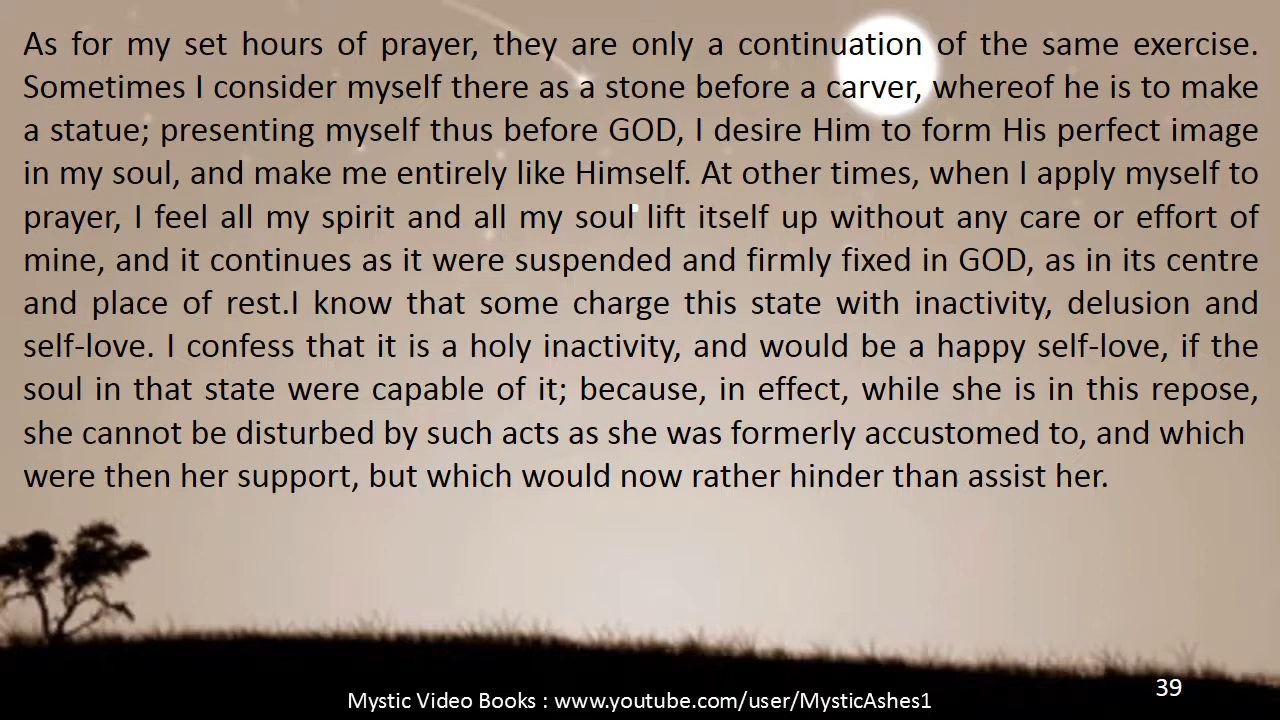 As for my set hours of prayer, they are only a continuation of the same exercise.
Sometimes I consider myself there as a stone before a carver, whereof he is to make
a statue; presenting myself thus before GOD, I desire Him to form His perfect image
in my soul, and make me entirely like Himself. At other times, when I apply myself to
prayer, I feel all my spirit and all my soul lift itself up without any care or effort of
mine, and it continues as it were suspended and firmly fixed in GOD, as in its centre
and place of rest.I know that some charge this state with inactivity, delusion and
self-love. I confess that it is a holy inactivity, and would be a happy self-love, if the
soul in that state were capable of it; because, in effect, while she is in this repose,
she cannot be disturbed by such acts as she was formerly accustomed to, and which
were then her support, but which would now rather hinder than assist her.
39
Mystic Video Books : www.youtube.com/user/MysticAshes1